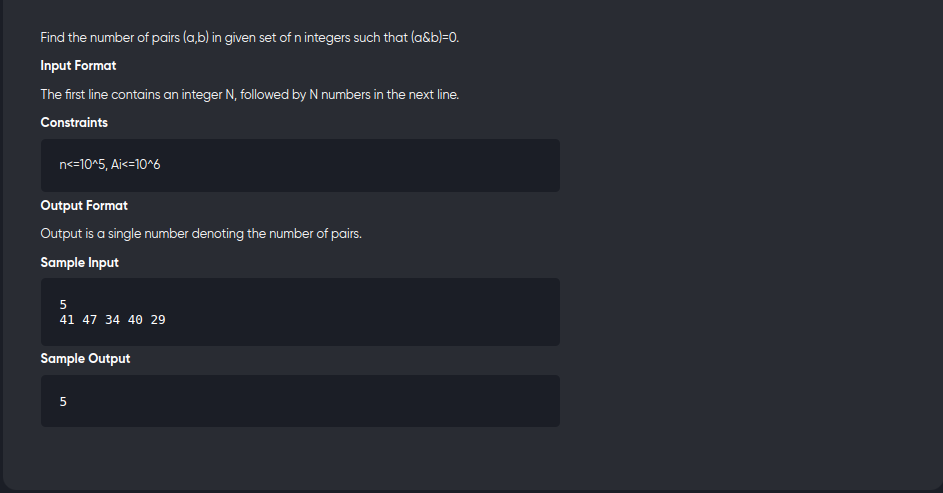 Find the number of pairs (a,b) in given set of n integers such that (a&b)=0.
Input Format
The first line contains an integer N, followed by N numbers in the next line.
Constraints
n<=10^5, Ai<=10^6
Output Format
Output is a single number denoting the number of pairs.
Sample Input
5
41 47 34 40 29
Sample Output
5